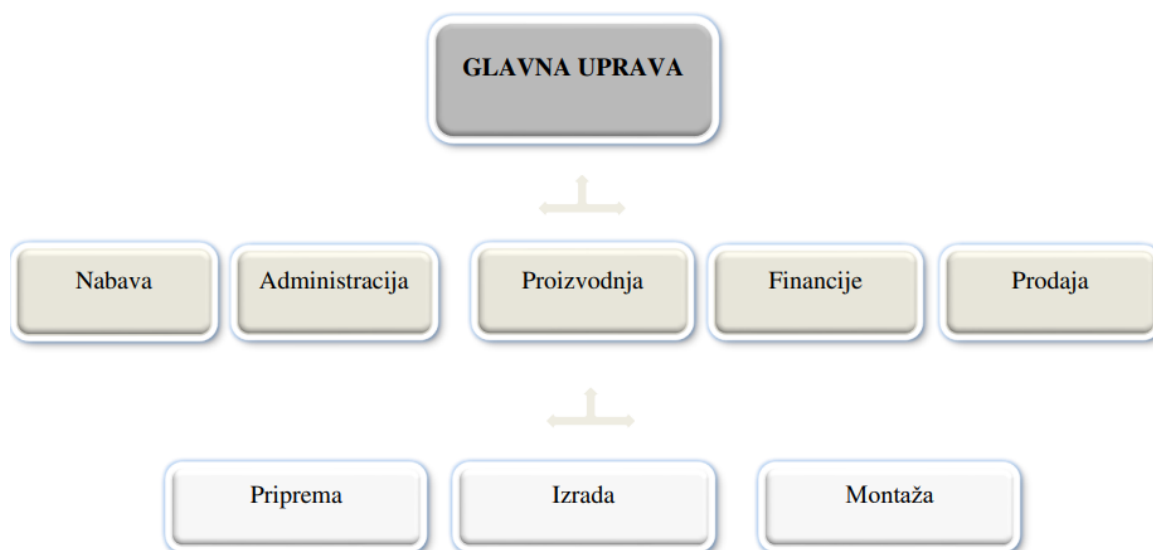 GLAVNA UPRAVA
Nabava
Administracija
Proizvodnja
Financije
Prodaja
Priprema
Izrada
Montaža